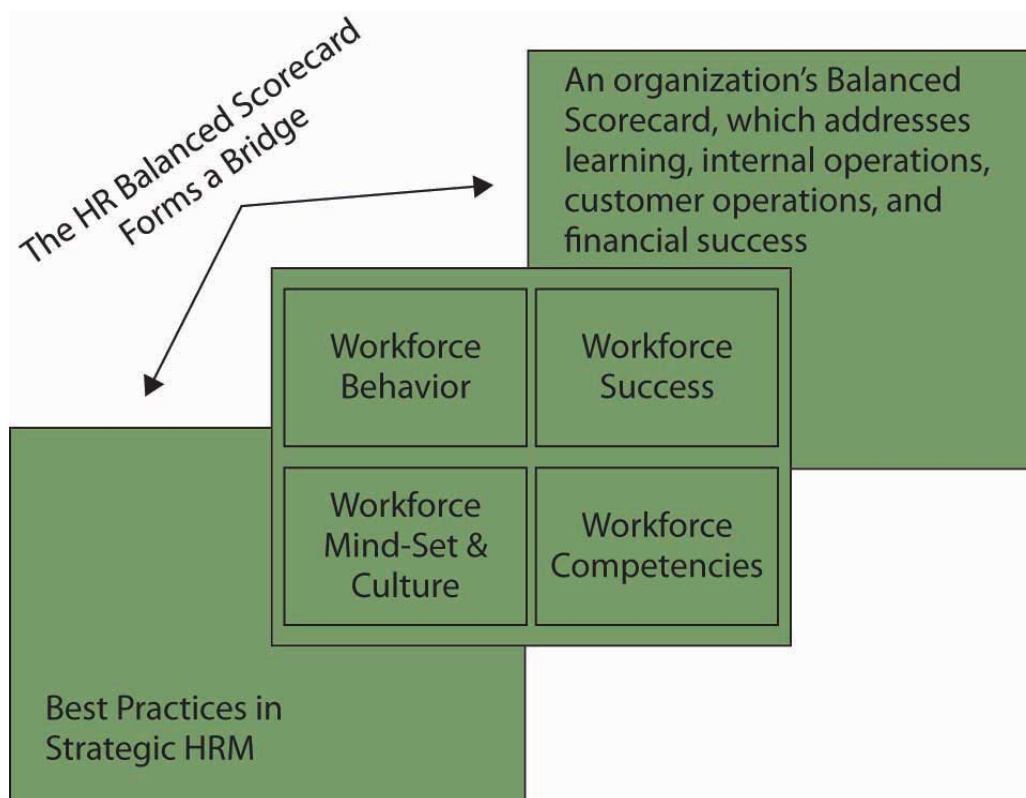 The HR Balanced Scorecard
Forms a Bridge
An organization’s Balanced
Scorecard, which addresses
learning, internal operations,
customer operations, and
financial success
Workforce
Behavior
Workforce
Success
Workforce
Mind-Set &
Culture
Workforce
Competencies
Best Practices in
Strategic HRM